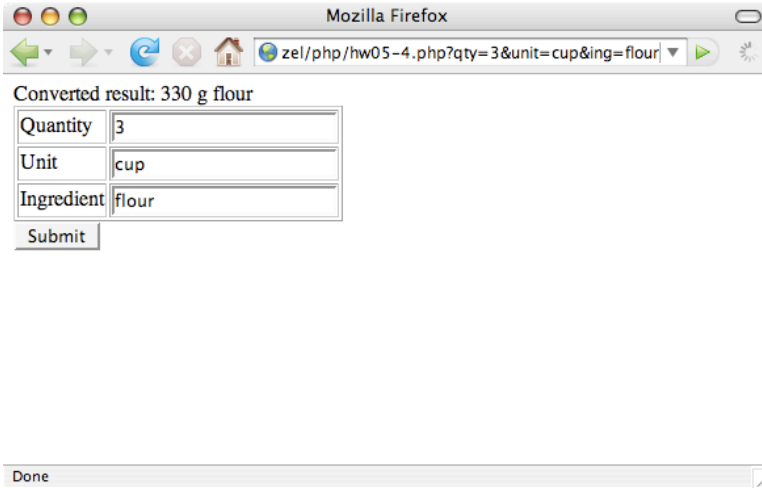 Mozilla Firefox
zel/php/hw05-4.php?qty=3&unit=cup&ing=flour
Converted result: 330 g flour
Quantity 3
Unit cup
Ingredient flour
Submit
Done